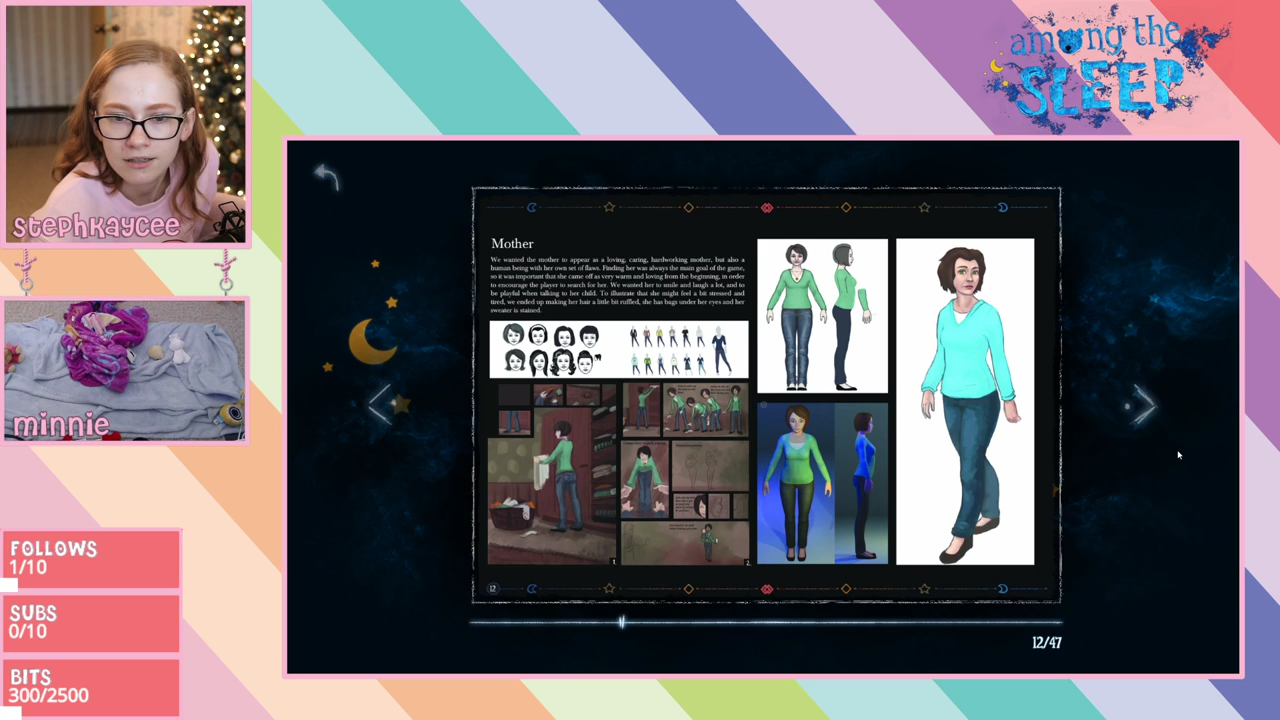 among the
SLEEP
stephkaycee
minnie
FOLLOWS
1/10
SUBS
0/10
BITS
300/2500
Mother
We wanted the mother to appear as a loving, caring, hardworking mother, but also a
human being with her own set of flaws. Finding her was always the main goal of the game,
so it was important that she came off as very warm and loving from the beginning, in order
to encourage the player to search for her. We wanted her to smile and laugh a lot, and to
be playful when talking to her child. To illustrate that she might feel a bit stressed and
tired, we ended up making her hair a little bit ruffled, she has bags under her eyes and her
sweater is stained.
1.
2.
12
12/47